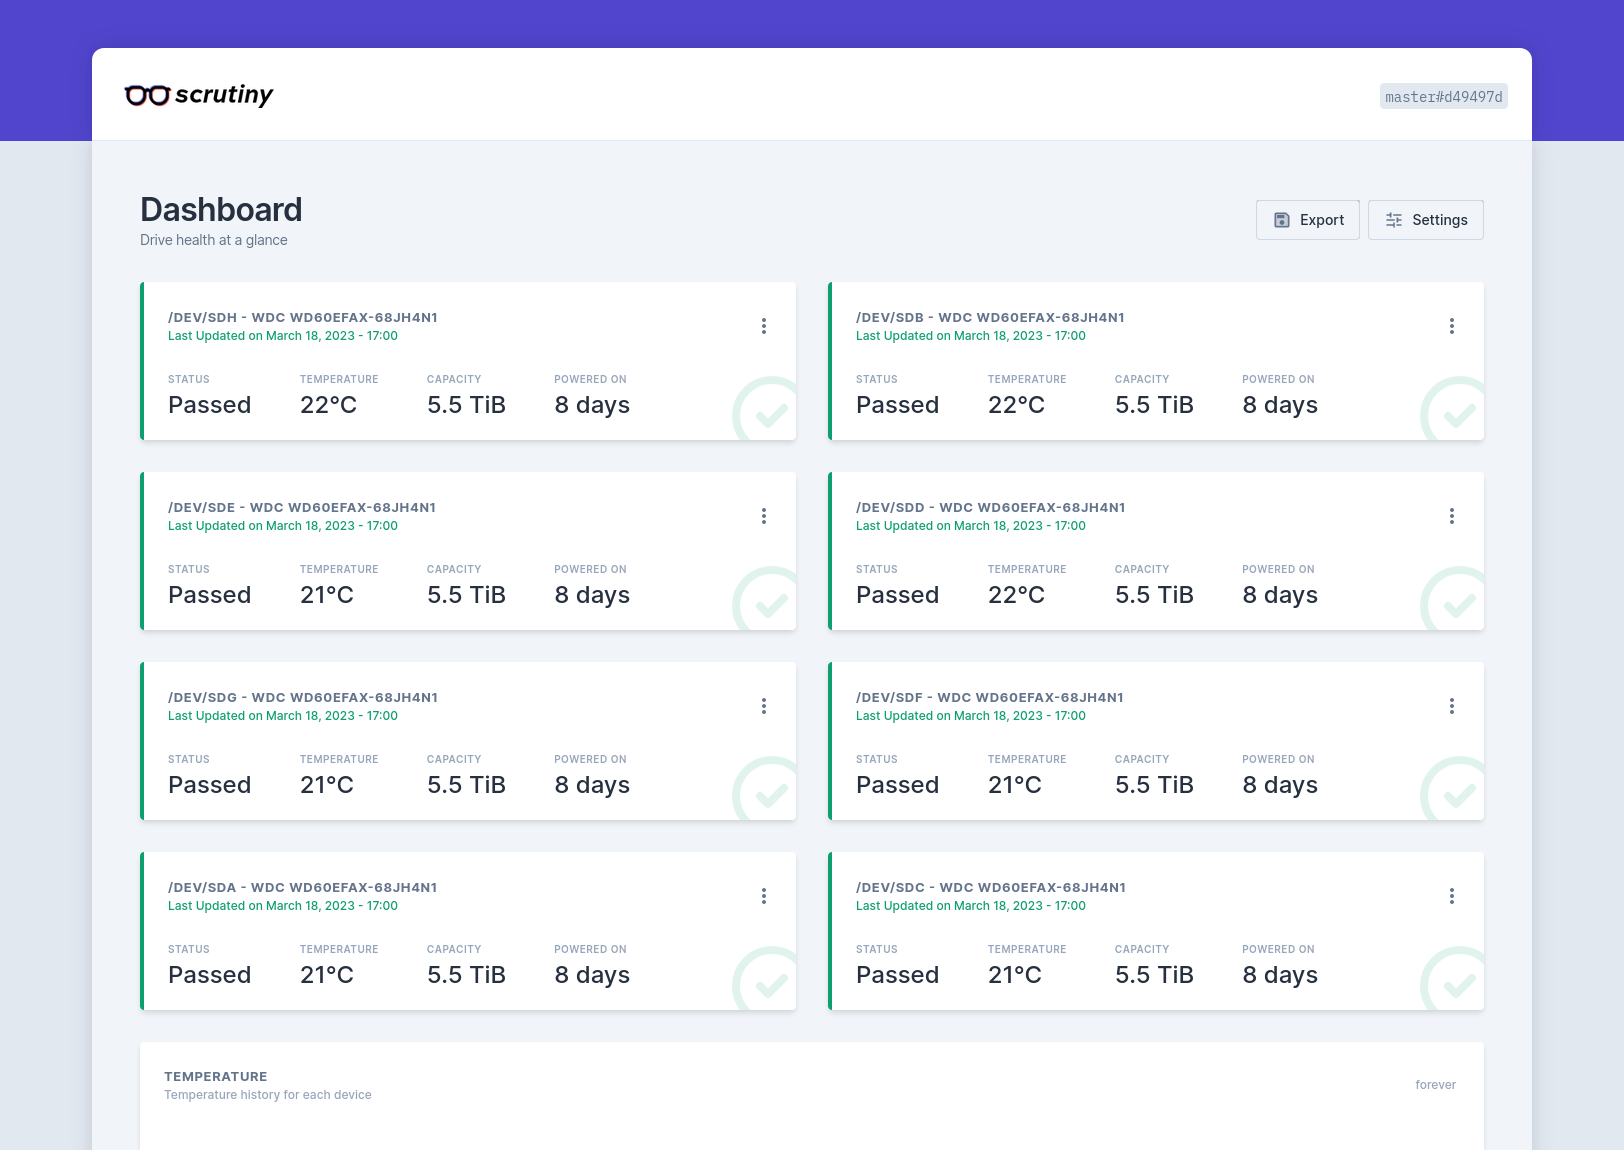 scrutiny
master#d49497d
Dashboard
Drive health at a glance
Export
Settings
/DEV/SDH - WDC WD60EFAX-68JH4N1
Last Updated on March 18, 2023 - 17:00
STATUS TEMPERATURE CAPACITY POWERED ON
Passed 22°C 5.5 TiB 8 days
/DEV/SDB - WDC WD60EFAX-68JH4N1
Last Updated on March 18, 2023 - 17:00
STATUS TEMPERATURE CAPACITY POWERED ON
Passed 22°C 5.5 TiB 8 days
/DEV/SDE - WDC WD60EFAX-68JH4N1
Last Updated on March 18, 2023 - 17:00
STATUS TEMPERATURE CAPACITY POWERED ON
Passed 21°C 5.5 TiB 8 days
/DEV/SDD - WDC WD60EFAX-68JH4N1
Last Updated on March 18, 2023 - 17:00
STATUS TEMPERATURE CAPACITY POWERED ON
Passed 22°C 5.5 TiB 8 days
/DEV/SDG - WDC WD60EFAX-68JH4N1
Last Updated on March 18, 2023 - 17:00
STATUS TEMPERATURE CAPACITY POWERED ON
Passed 21°C 5.5 TiB 8 days
/DEV/SDF - WDC WD60EFAX-68JH4N1
Last Updated on March 18, 2023 - 17:00
STATUS TEMPERATURE CAPACITY POWERED ON
Passed 21°C 5.5 TiB 8 days
/DEV/SDA - WDC WD60EFAX-68JH4N1
Last Updated on March 18, 2023 - 17:00
STATUS TEMPERATURE CAPACITY POWERED ON
Passed 21°C 5.5 TiB 8 days
/DEV/SDC - WDC WD60EFAX-68JH4N1
Last Updated on March 18, 2023 - 17:00
STATUS TEMPERATURE CAPACITY POWERED ON
Passed 21°C 5.5 TiB 8 days
TEMPERATURE
Temperature history for each device
forever